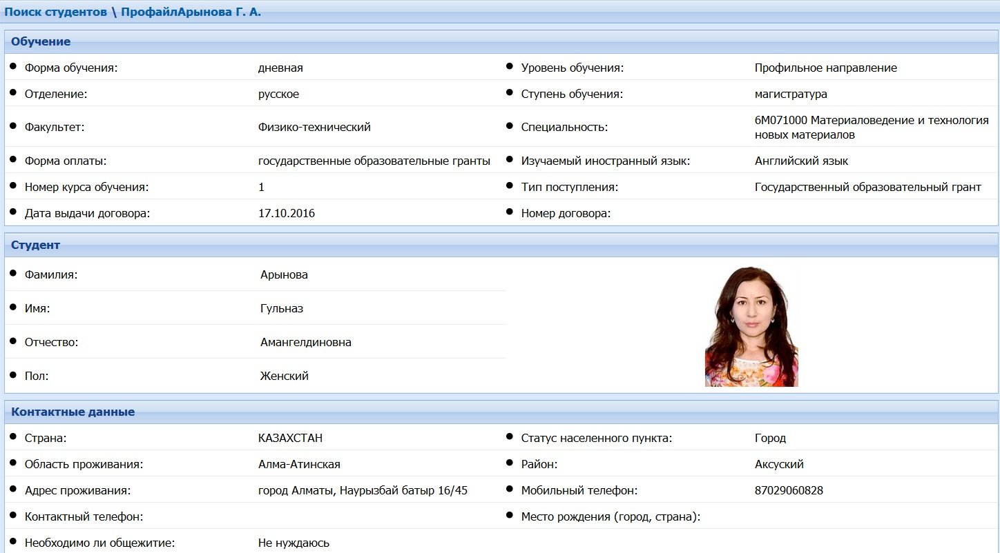 Поиск студентов \ ПрофайлАрынова Г. А.
Обучение
Форма обучения: дневная Уровень обучения: Профильное направление
Отделение: русское Ступень обучения: магистратура
Факультет: Физико-технический Специальность: 6М071000 Материаловедение и технология
новых материалов
Форма оплаты: государственные образовательные гранты Изучаемый иностранный язык: Английский язык
Номер курса обучения: 1 Тип поступления: Государственный образовательный грант
Дата выдачи договора: 17.10.2016 Номер договора:
Студент
Фамилия: Арынова
Имя: Гульназ
Отчество: Амангелдиновна
Пол: Женский
Контактные данные
Страна: КАЗАХСТАН Статус населенного пункта: Город
Область проживания: Алма-Атинская Район: Аксуский
Адрес проживания: город Алматы, Наурызбай батыр 16/45 Мобильный телефон: 87029060828
Контактный телефон: Место рождения (город, страна):
Необходимо ли общежитие: Не нуждаюсь